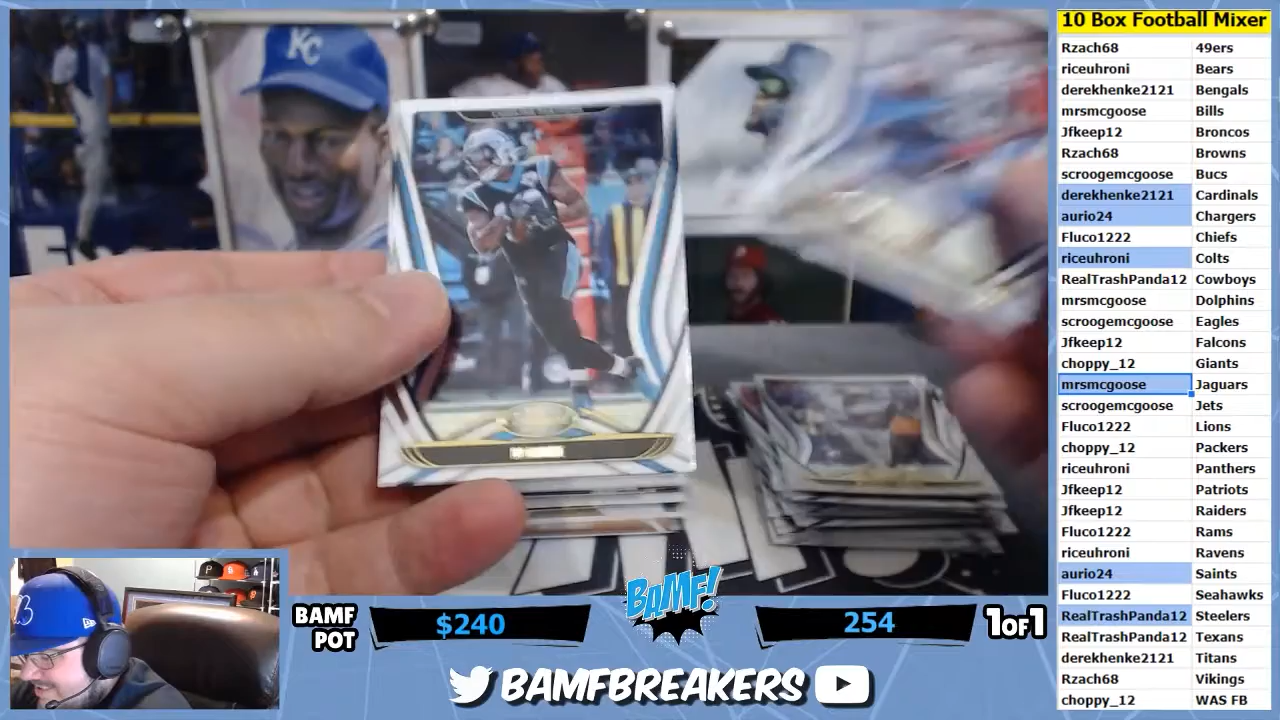 10 Box Football Mixer
Rzach68 49ers
riceuhroni Bears
derekhenke2121 Bengals
mrsmcgoose Bills
Jfkeep12 Broncos
Rzach68 Browns
scroogemcgoose Bucs
derekhenke2121 Cardinals
aurio24 Chargers
Fluco1222 Chiefs
riceuhroni Colts
RealTrashPanda12 Cowboys
mrsmcgoose Dolphins
scroogemcgoose Eagles
Jfkeep12 Falcons
choppy_12 Giants
mrsmcgoose Jaguars
scroogemcgoose Jets
Fluco1222 Lions
choppy_12 Packers
riceuhroni Panthers
Jfkeep12 Patriots
Jfkeep12 Raiders
Fluco1222 Rams
riceuhroni Ravens
aurio24 Saints
Fluco1222 Seahawks
RealTrashPanda12 Steelers
RealTrashPanda12 Texans
derekhenke2121 Titans
Rzach68 Vikings
choppy_12 WAS FB
KC
BAMF POT $240
BAMF!
254 1 OF 1
BAMFBREAKERS